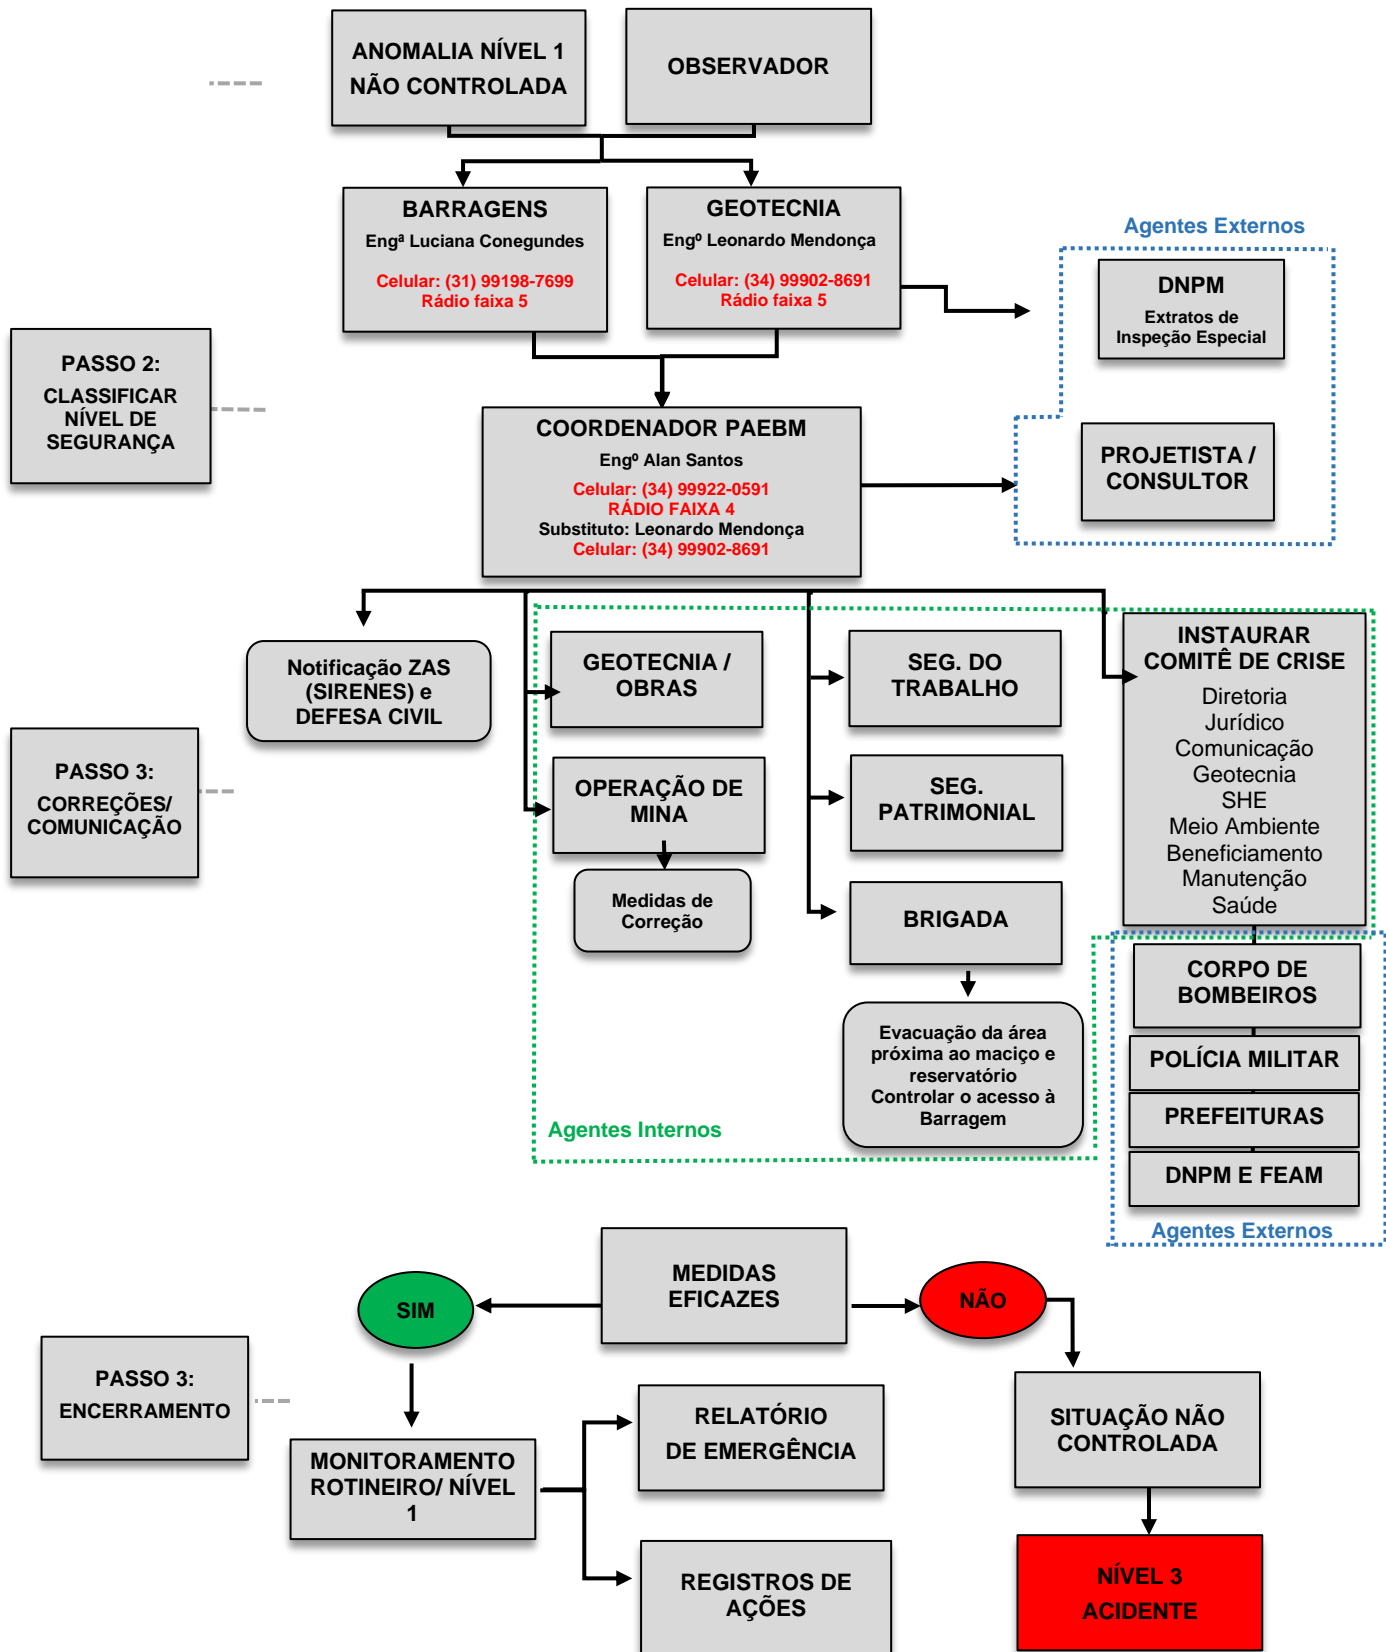 ANOMALIA NÍVEL 1
NÃO CONTROLADA
OBSERVADOR
BARRAGENS
Engª Luciana Conegundes
Celular: (31) 99198-7699
Rádio faixa 5
GEOTECNIA
Engº Leonardo Mendonça
Celular: (34) 99902-8691
Rádio faixa 5
Agentes Externos
DNPM
Extratos de
Inspeção Especial
PASSO 2:
CLASSIFICAR
NÍVEL DE
SEGURANÇA
COORDENADOR PAEBM
Engº Alan Santos
Celular: (34) 99922-0591
RÁDIO FAIXA 4
Substituto: Leonardo Mendonça
Celular: (34) 99902-8691
PROJETISTA /
CONSULTOR
Notificação ZAS
(SIRENES) e
DEFESA CIVIL
GEOTECNIA /
OBRAS
SEG. DO
TRABALHO
INSTAURAR
COMITÊ DE CRISE
Diretoria
Jurídico
Comunicação
Geotecnia
SHE
Meio Ambiente
Beneficiamento
Manutenção
Saúde
PASSO 3:
CORREÇÕES/
COMUNICAÇÃO
OPERAÇÃO DE
MINA
SEG.
PATRIMONIAL
Medidas de
Correção
BRIGADA
CORPO DE
BOMBEIROS
Evacuação da área
próxima ao maciço e
reservatório
Controlar o acesso à
Barragem
POLÍCIA MILITAR
PREFEITURAS
DNPM E FEAM
Agentes Internos
Agentes Externos
MEDIDAS
EFICAZES
SIM
NÃO
PASSO 3:
ENCERRAMENTO
MONITORAMENTO
ROTINEIRO/ NÍVEL
1
RELATÓRIO
DE EMERGÊNCIA
SITUAÇÃO NÃO
CONTROLADA
REGISTROS DE
AÇÕES
NÍVEL 3
ACIDENTE